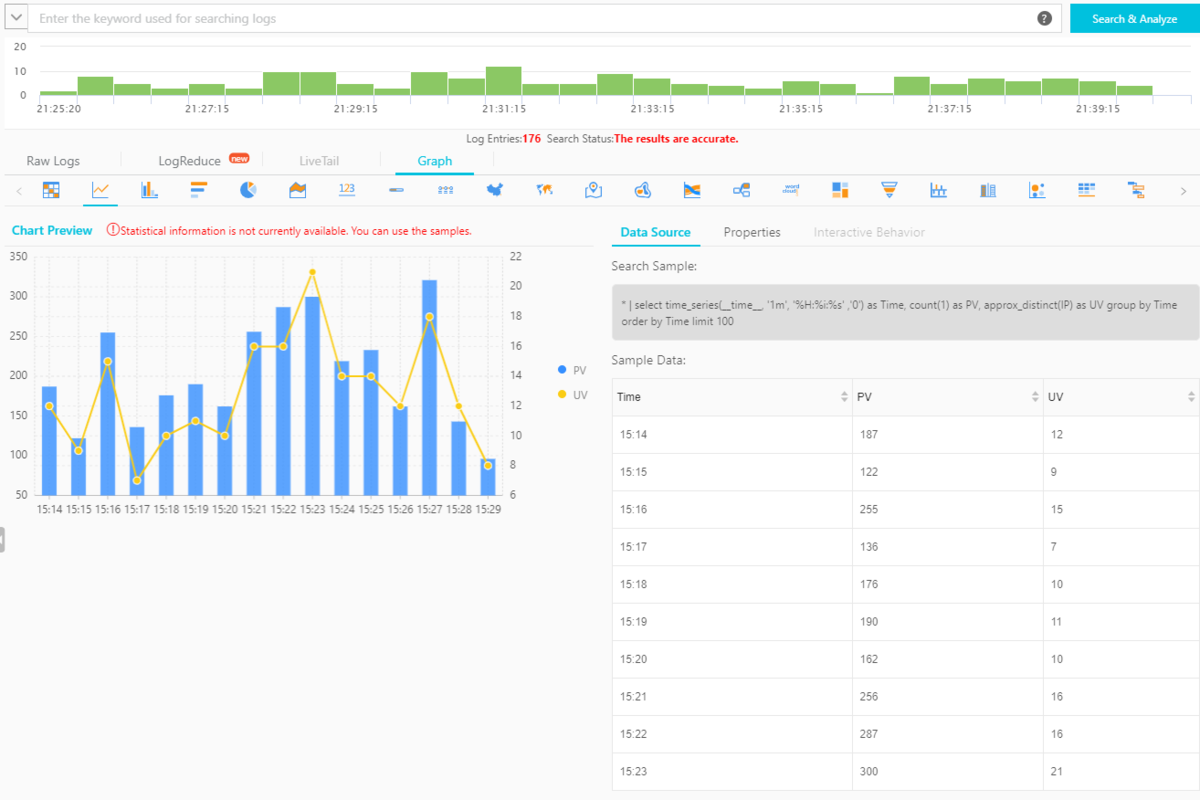 Enter the keyword used for searching logs
?
Search & Analyze
20
10
0
21:25:20 21:27:15 21:29:15 21:31:15 21:33:15 21:35:15 21:37:15 21:39:15
Log Entries:176 Search Status:The results are accurate.
Raw Logs LogReduce new LiveTail Graph
123
word cloud
Chart Preview
Statistical information is not currently available. You can use the samples.
350
300
250
200
150
100
50
22
20
18
16
14
12
10
8
6
15:14 15:15 15:16 15:17 15:18 15:19 15:20 15:21 15:22 15:23 15:24 15:25 15:26 15:27 15:28 15:29
PV
UV
Data Source Properties Interactive Behavior
Search Sample:
* | select time_series(__time__, '1m', '%H:%i:%s' ,'0') as Time, count(1) as PV, approx_distinct(IP) as UV group by Time
order by Time limit 100
Sample Data:
Time PV UV
15:14 187 12
15:15 122 9
15:16 255 15
15:17 136 7
15:18 176 10
15:19 190 11
15:20 162 10
15:21 256 16
15:22 287 16
15:23 300 21